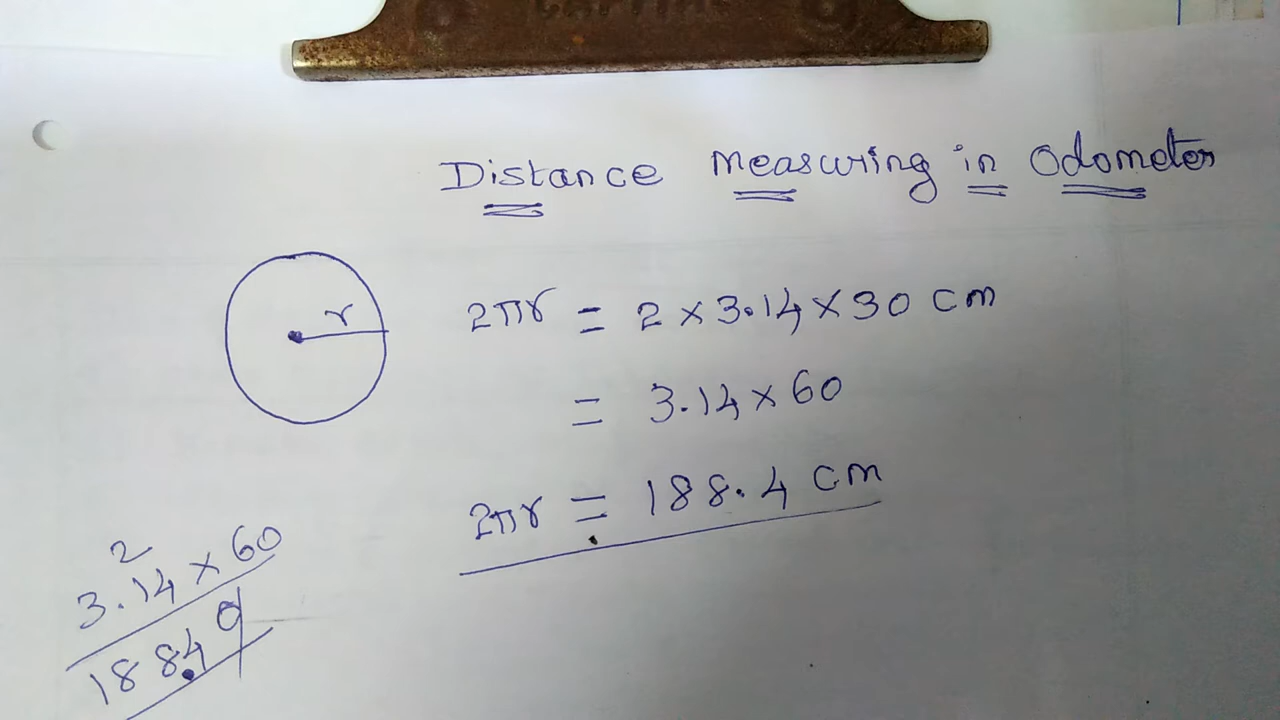 Distance Measuring in Odometer
r
2πr = 2 × 3.14 × 30 cm
= 3.14 × 60
2πr = 188.4 cm
2
3.14 × 60
188.40